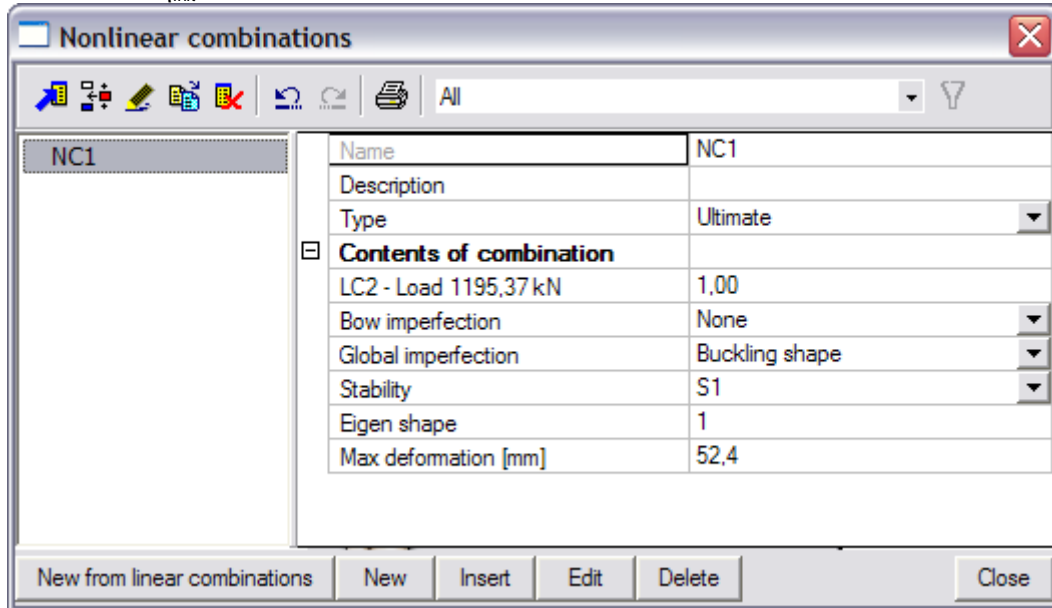 Nonlinear combinations
All
NC1
Name NC1
Description
Type Ultimate
Contents of combination
LC2 - Load 1195,37 kN 1,00
Bow imperfection None
Global imperfection Buckling shape
Stability S1
Eigen shape 1
Max deformation [mm] 52,4
New from linear combinations New Insert Edit Delete Close